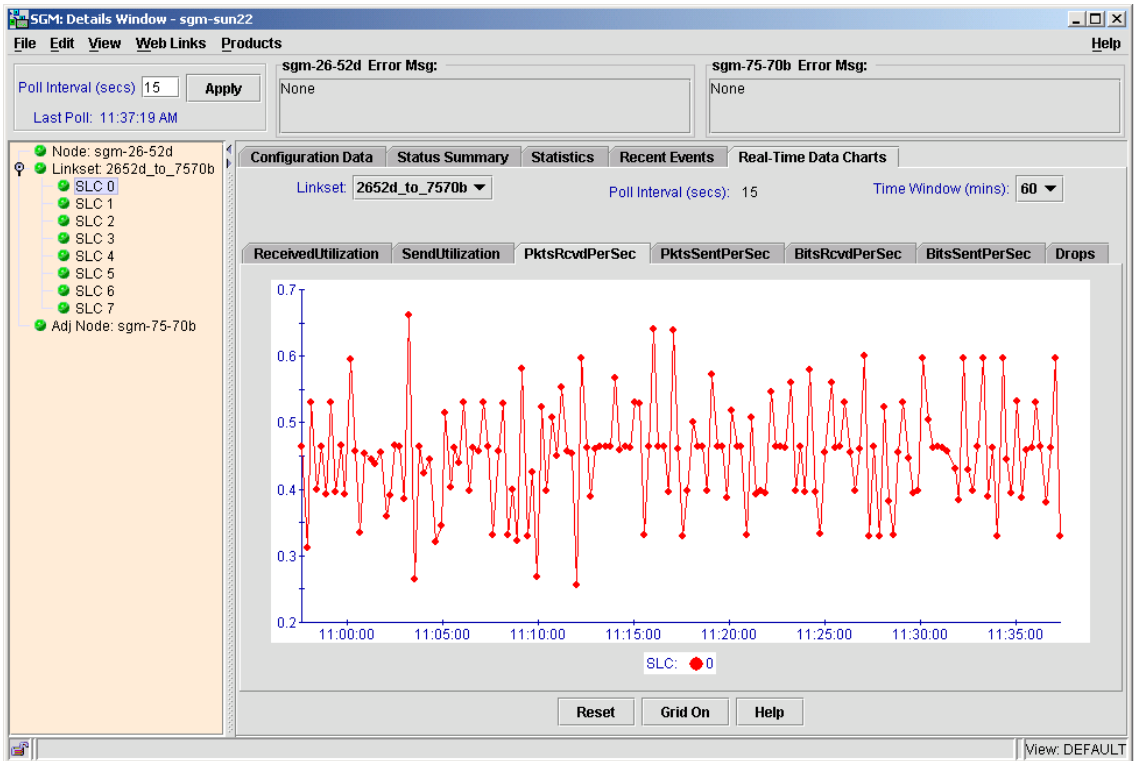 SGM: Details Window - sgm-sun22
File Edit View Web Links Products Help
Poll Interval (secs) 15 Apply
Last Poll: 11:37:19 AM
sgm-26-52d Error Msg:
None
sgm-75-70b Error Msg:
None
Node: sgm-26-52d
Linkset: 2652d_to_7570b
SLC 0
SLC 1
SLC 2
SLC 3
SLC 4
SLC 5
SLC 6
SLC 7
Adj Node: sgm-75-70b
Configuration Data Status Summary Statistics Recent Events Real-Time Data Charts
Linkset: 2652d_to_7570b Poll Interval (secs): 15 Time Window (mins): 60
ReceivedUtilization SendUtilization PktsRcvdPerSec PktsSentPerSec BitsRcvdPerSec BitsSentPerSec Drops
0.7
0.6
0.5
0.4
0.3
0.2
11:00:00 11:05:00 11:10:00 11:15:00 11:20:00 11:25:00 11:30:00 11:35:00
SLC: 0
Reset Grid On Help
View: DEFAULT